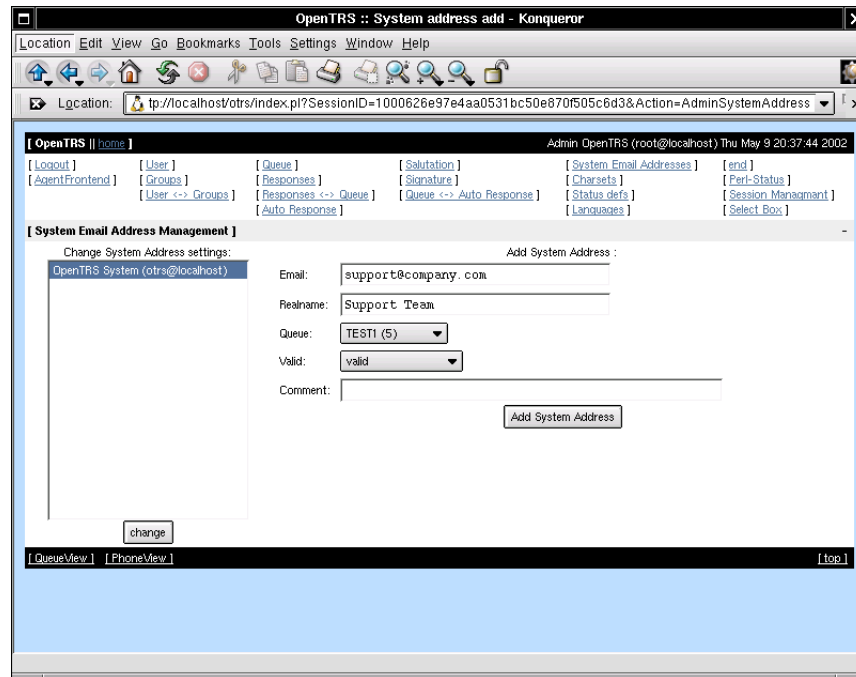 OpenTRS :: System address add - Konqueror
Location Edit View Go Bookmarks Tools Settings Window Help
Location: tp://localhost/otrs/index.pl?SessionID=1000626e97e4aa0531bc50e870f505c6d3&Action=AdminSystemAddress
[ OpenTRS || home ] Admin OpenTRS (root@localhost) Thu May 9 20:37:44 2002
[ Logout ] [ User ] [ Queue ] [ Salutation ] [ System Email Addresses ] [ end ]
[ AgentFrontend ] [ Groups ] [ Responses ] [ Signature ] [ Charsets ] [ Perl-Status ]
[ User <-> Groups ] [ Responses <-> Queue ] [ Queue <-> Auto Response ] [ Status defs ] [ Session Managmant ]
[ Auto Response ] [ Languages ] [ Select Box ]
[ System Email Address Management ] -
Change System Address settings: Add System Address :
OpenTRS System (otrs@localhost)
Email: support@company.com
Realname: Support Team
Queue: TEST1 (5)
Valid: valid
Comment:
Add System Address
change
[ QueueView ] [ PhoneView ] [ top ]